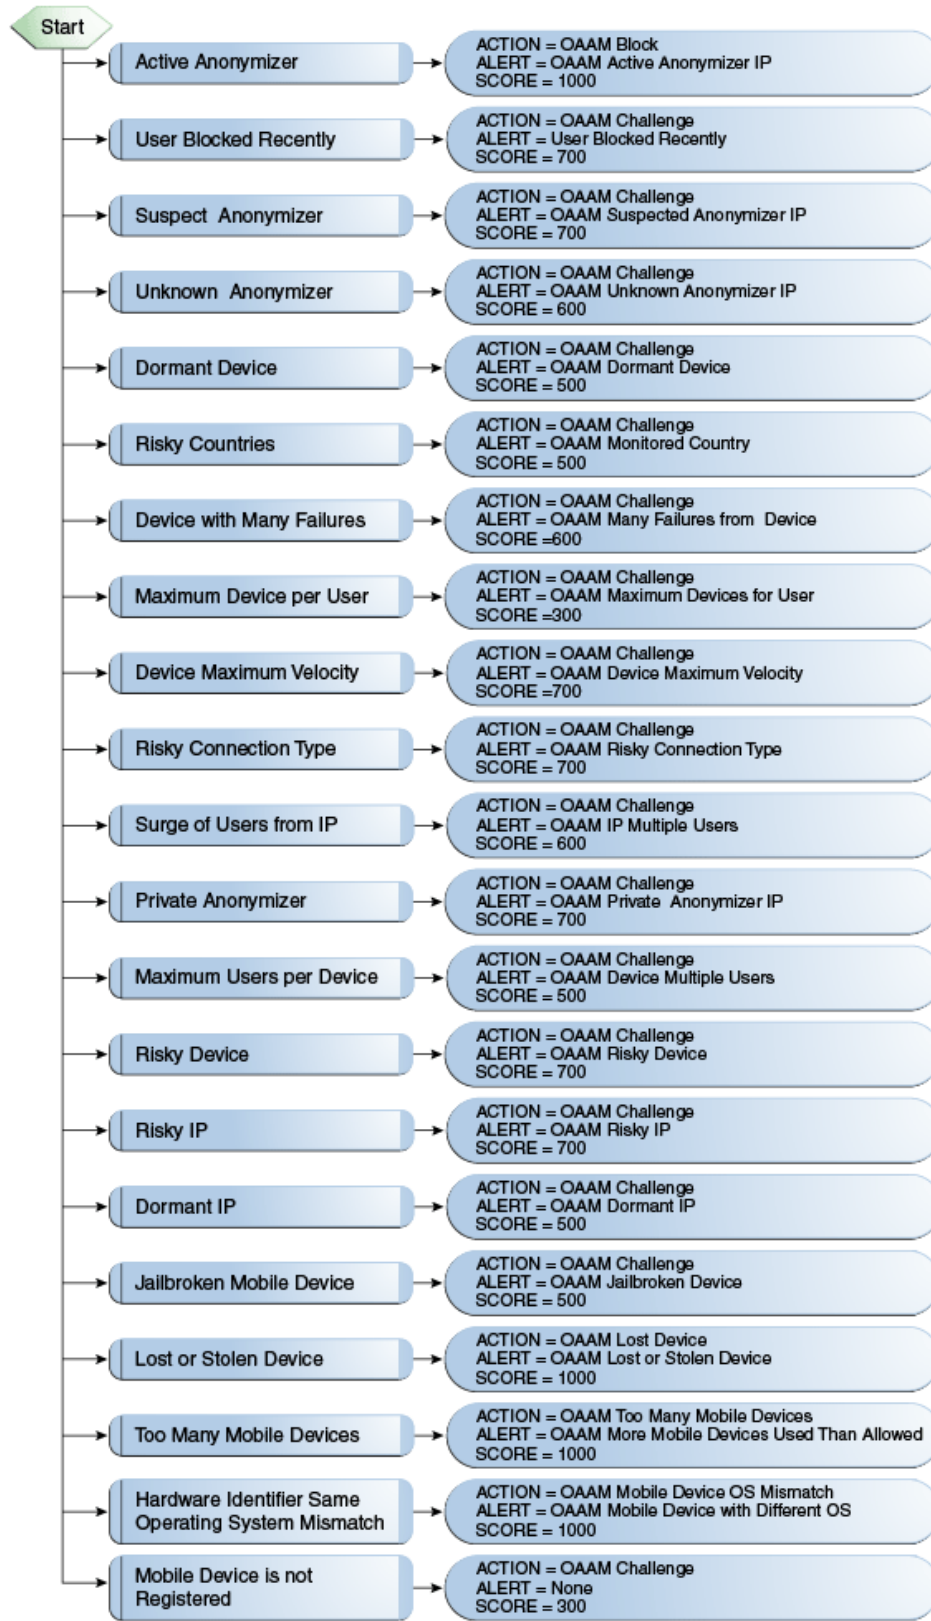 Start
Active Anonymizer
ACTION = OAAM Block
ALERT = OAAM Active Anonymizer IP
SCORE = 1000
User Blocked Recently
ACTION = OAAM Challenge
ALERT = User Blocked Recently
SCORE = 700
Suspect Anonymizer
ACTION = OAAM Challenge
ALERT = OAAM Suspected Anonymizer IP
SCORE = 700
Unknown Anonymizer
ACTION = OAAM Challenge
ALERT = OAAM Unknown Anonymizer IP
SCORE = 600
Dormant Device
ACTION = OAAM Challenge
ALERT = OAAM Dormant Device
SCORE = 500
Risky Countries
ACTION = OAAM Challenge
ALERT = OAAM Monitored Country
SCORE = 500
Device with Many Failures
ACTION = OAAM Challenge
ALERT = OAAM Many Failures from Device
SCORE =600
Maximum Device per User
ACTION = OAAM Challenge
ALERT = OAAM Maximum Devices for User
SCORE =300
Device Maximum Velocity
ACTION = OAAM Challenge
ALERT = OAAM Device Maximum Velocity
SCORE =700
Risky Connection Type
ACTION = OAAM Challenge
ALERT = OAAM Risky Connection Type
SCORE = 700
Surge of Users from IP
ACTION = OAAM Challenge
ALERT = OAAM IP Multiple Users
SCORE = 600
Private Anonymizer
ACTION = OAAM Challenge
ALERT = OAAM Private Anonymizer IP
SCORE = 700
Maximum Users per Device
ACTION = OAAM Challenge
ALERT = OAAM Device Multiple Users
SCORE = 500
Risky Device
ACTION = OAAM Challenge
ALERT = OAAM Risky Device
SCORE = 700
Risky IP
ACTION = OAAM Challenge
ALERT = OAAM Risky IP
SCORE = 700
Dormant IP
ACTION = OAAM Challenge
ALERT = OAAM Dormant IP
SCORE = 500
Jailbroken Mobile Device
ACTION = OAAM Challenge
ALERT = OAAM Jailbroken Device
SCORE = 500
Lost or Stolen Device
ACTION = OAAM Lost Device
ALERT = OAAM Lost or Stolen Device
SCORE = 1000
Too Many Mobile Devices
ACTION = OAAM Too Many Mobile Devices
ALERT = OAAM More Mobile Devices Used Than Allowed
SCORE = 1000
Hardware Identifier Same
Operating System Mismatch
ACTION = OAAM Mobile Device OS Mismatch
ALERT = OAAM Mobile Device with Different OS
SCORE = 1000
Mobile Device is not
Registered
ACTION = OAAM Challenge
ALERT = None
SCORE = 300